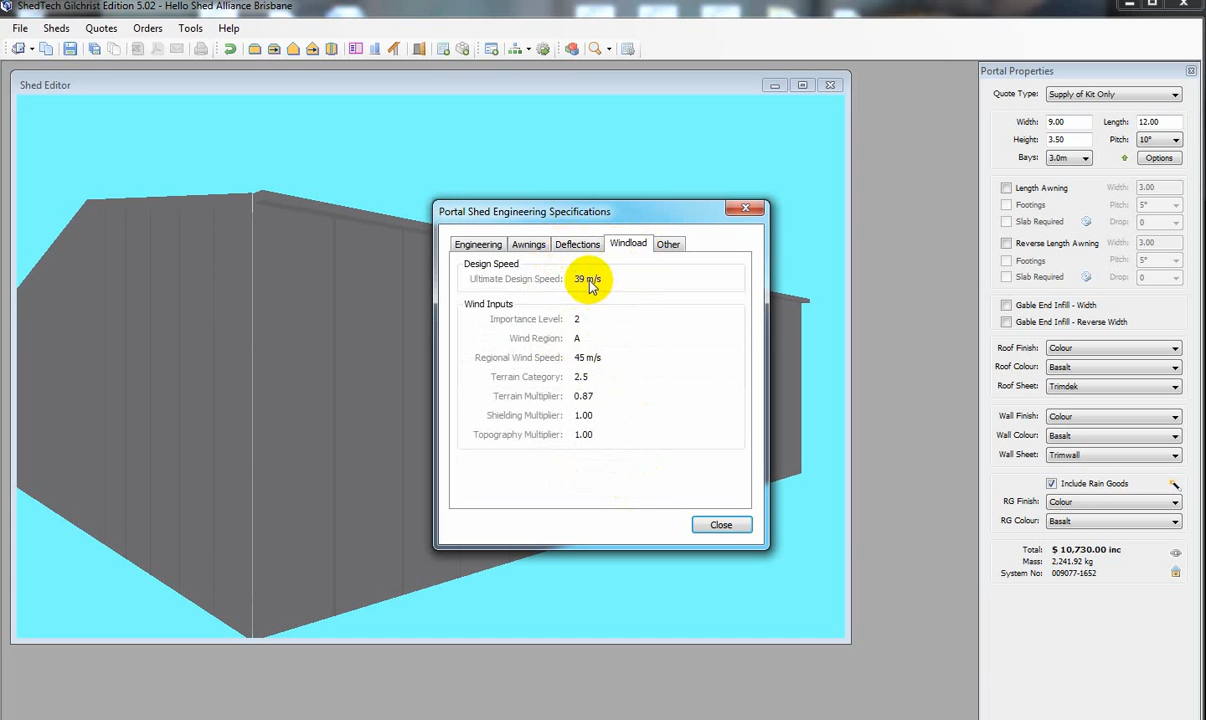 ShedTech Gilchrist Edition 5.02 - Hello Shed Alliance Brisbane
File Sheds Quotes Orders Tools Help
Shed Editor
Portal Shed Engineering Specifications
Engineering Awnings Deflections Windload Other
Design Speed
Ultimate Design Speed: 39 m/s
Wind Inputs
Importance Level: 2
Wind Region: A
Regional Wind Speed: 45 m/s
Terrain Category: 2.5
Terrain Multiplier: 0.87
Shielding Multiplier: 1.00
Topography Multiplier: 1.00
Close
Portal Properties
Quote Type: Supply of Kit Only
Width: 9.00 Length: 12.00
Height: 3.50 Pitch: 10°
Bays: 3.0m Options
Length Awning Width: 3.00
Footings Pitch: 5°
Slab Required Drop: 0
Reverse Length Awning Width: 3.00
Footings Pitch: 5°
Slab Required Drop: 0
Gable End Infill - Width
Gable End Infill - Reverse Width
Roof Finish: Colour
Roof Colour: Basalt
Roof Sheet: Trimdek
Wall Finish: Colour
Wall Colour: Basalt
Wall Sheet: Trimwall
Include Rain Goods
RG Finish: Colour
RG Colour: Basalt
Total: $ 10,730.00 inc
Mass: 2,241.92 kg
System No: 009077-1652